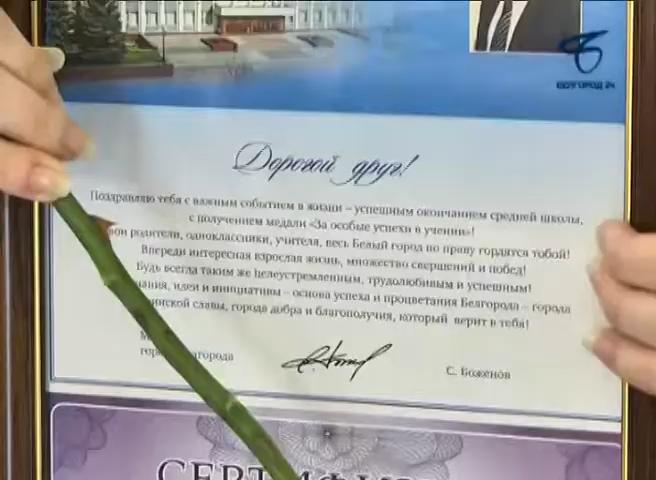 БЕЛГОРОД 24
Дорогой друг!
Поздравляю тебя с важным событием в жизни – успешным окончанием средней школы,
с получением медали «За особые успехи в учении»!
родители, одноклассники, учителя, весь Белый город по праву гордятся тобой!
Впереди интересная взрослая жизнь, множество свершений и побед!
Будь всегда таким же целеустремленным, трудолюбивым и успешным!
идеи и инициативы – основа успеха и процветания Белгорода – города
славы, города добра и благополучия, который верит в тебя!
С. Боженов